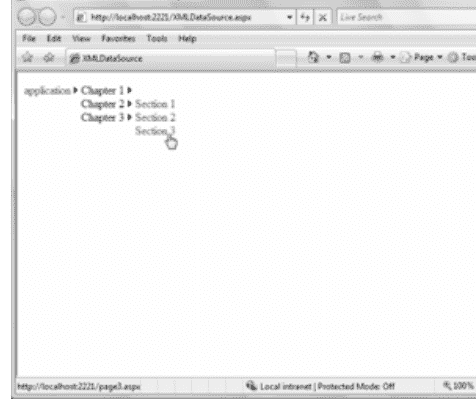 http://localhost:2221/XMLDataSource.aspx
Live Search
File Edit View Favorites Tools Help
XMLDataSource
Page
application Chapter 1
Chapter 2 Section 1
Chapter 3 Section 2
Section 3
http://localhost:2221/page3.aspx
Local intranet | Protected Mode: Off
100%